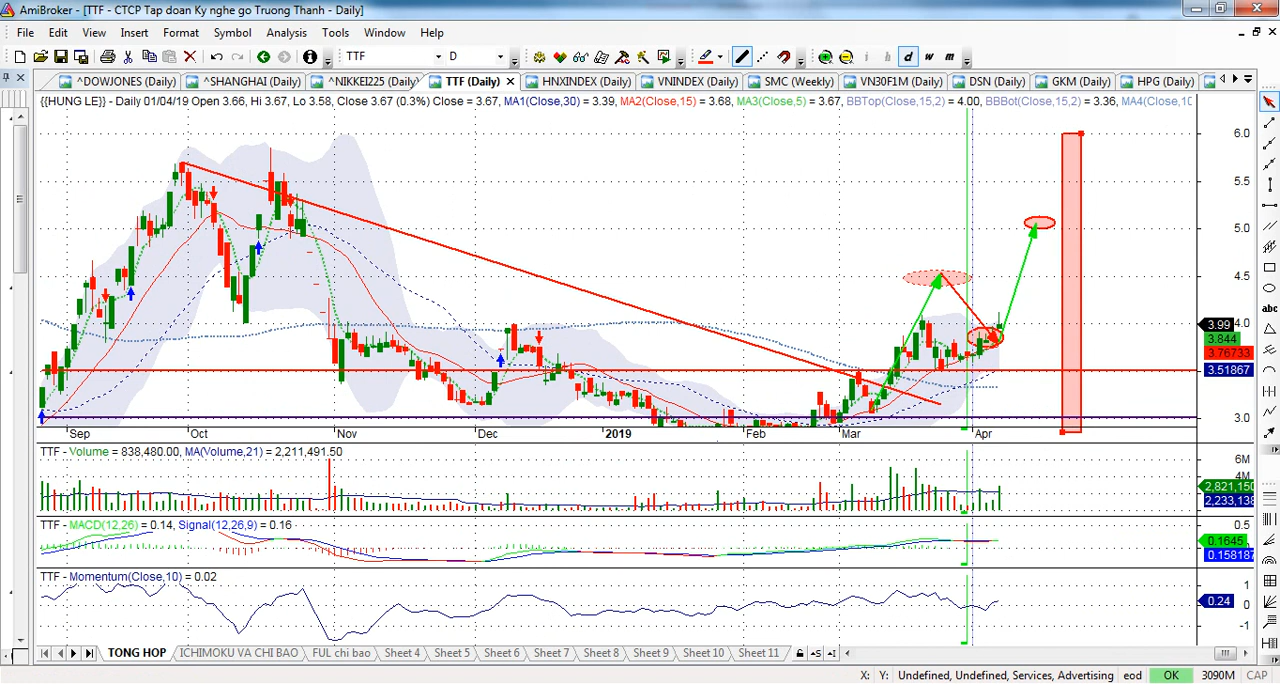 AmiBroker - [TTF - CTCP Tap doan Ky nghe go Truong Thanh - Daily]
File Edit View Insert Format Symbol Analysis Tools Window Help
TTF D i h d w m
^DOWJONES (Daily) ^SHANGHAI (Daily) ^NIKKEI225 (Daily) TTF (Daily) HNXINDEX (Daily) VNINDEX (Daily) SMC (Weekly) VN30F1M (Daily) DSN (Daily) GKM (Daily) HPG (Daily)
{{HUNG LE}} - Daily 01/04/19 Open 3.66, Hi 3.67, Lo 3.58, Close 3.67 (0.3%) Close = 3.67, MA1(Close,30) = 3.39, MA2(Close,15) = 3.68, MA3(Close,5) = 3.67, BBTop(Close,15,2) = 4.00, BBBot(Close,15,2) = 3.36, MA4(Close,10
6.0
5.5
5.0
4.5
4.0
3.99
3.844
3.76733
3.51867
3.0
Sep Oct Nov Dec 2019 Feb Mar Apr
TTF - Volume = 838,480.00, MA(Volume,21) = 2,211,491.50
6M
4M
2,821,150
2,233,138
TTF - MACD(12,26) = 0.14, Signal(12,26,9) = 0.16
0.5
0.1645
0.158187
TTF - Momentum(Close,10) = 0.02
1
0.24
0
-1
TONG HOP ICHIMOKU VA CHI BAO FUL chi bao Sheet 4 Sheet 5 Sheet 6 Sheet 7 Sheet 8 Sheet 9 Sheet 10 Sheet 11
abc
X: Y: Undefined, Undefined, Services, Advertising eod OK 3090M CAP